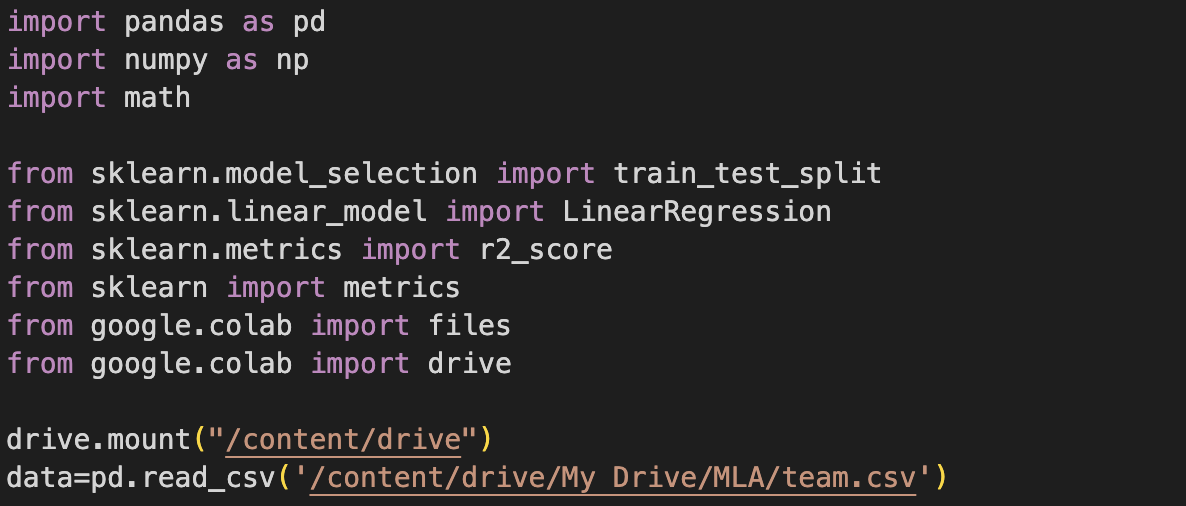 import pandas as pd
import numpy as np
import math
from sklearn.model_selection import train_test_split
from sklearn.linear_model import LinearRegression
from sklearn.metrics import r2_score
from sklearn import metrics
from google.colab import files
from google.colab import drive
drive.mount("/content/drive")
data=pd.read_csv('/content/drive/My Drive/MLA/team.csv')